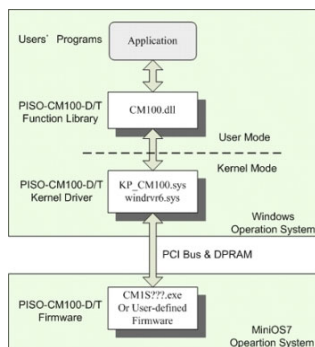 Users' Programs
Application
PISO-CM100-D/T
Function Library
CM100.dll
User Mode
Kernel Mode
PISO-CM-100-D/T
Kernel Driver
KP_CM100.sys
windrvr6.sys
Windows
Operation System
PCI Bus & DPRAM
PISO-CM100-D/T
Firmware
CM1S???.exe
Or User-defined
Firmware
MiniOS7
Opeartion System